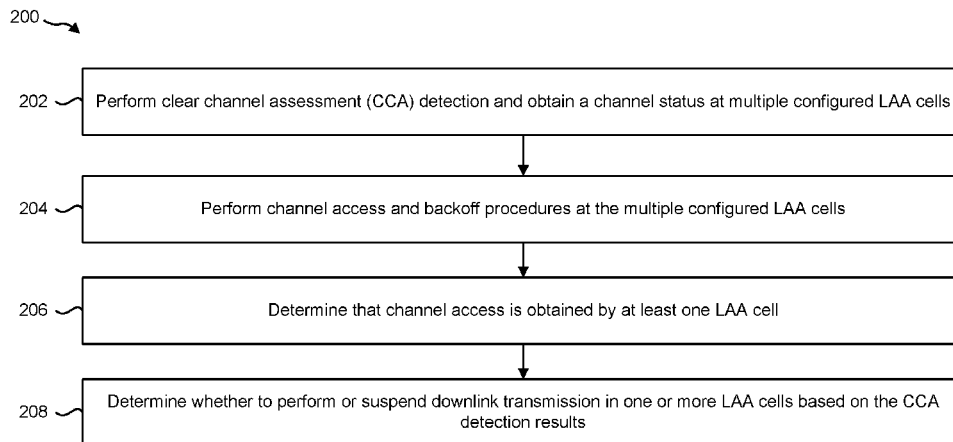 200
202 Perform clear channel assessment (CCA) detection and obtain a channel status at multiple configured LAA cells
204 Perform channel access and backoff procedures at the multiple configured LAA cells
206 Determine that channel access is obtained by at least one LAA cell
208 Determine whether to perform or suspend downlink transmission in one or more LAA cells based on the CCA
detection results